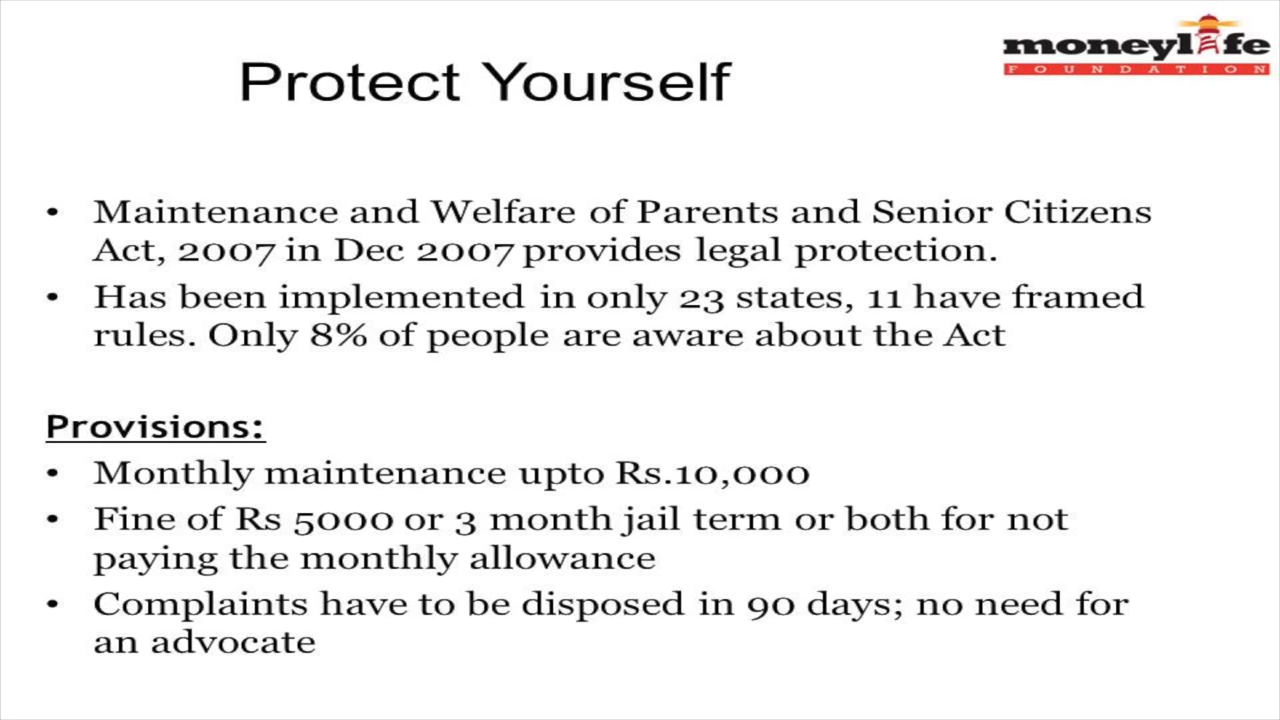 moneylife
FOUNDATION
Protect Yourself
• Maintenance and Welfare of Parents and Senior Citizens
Act, 2007 in Dec 2007 provides legal protection.
• Has been implemented in only 23 states, 11 have framed
rules. Only 8% of people are aware about the Act
Provisions:
• Monthly maintenance upto Rs.10,000
• Fine of Rs 5000 or 3 month jail term or both for not
paying the monthly allowance
• Complaints have to be disposed in 90 days; no need for
an advocate